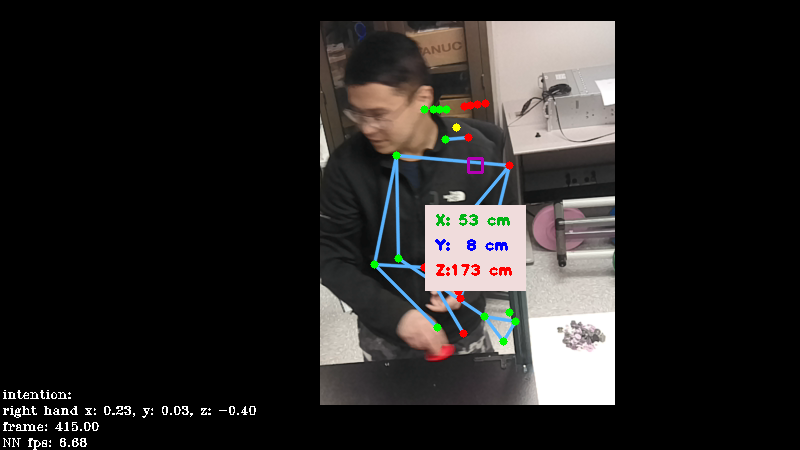 FANUC
X: 53 cm
Y: 8 cm
Z:173 cm
intention:
right hand x: 0.23, y: 0.03, z: -0.40
frame: 415.00
NN fps: 6.68